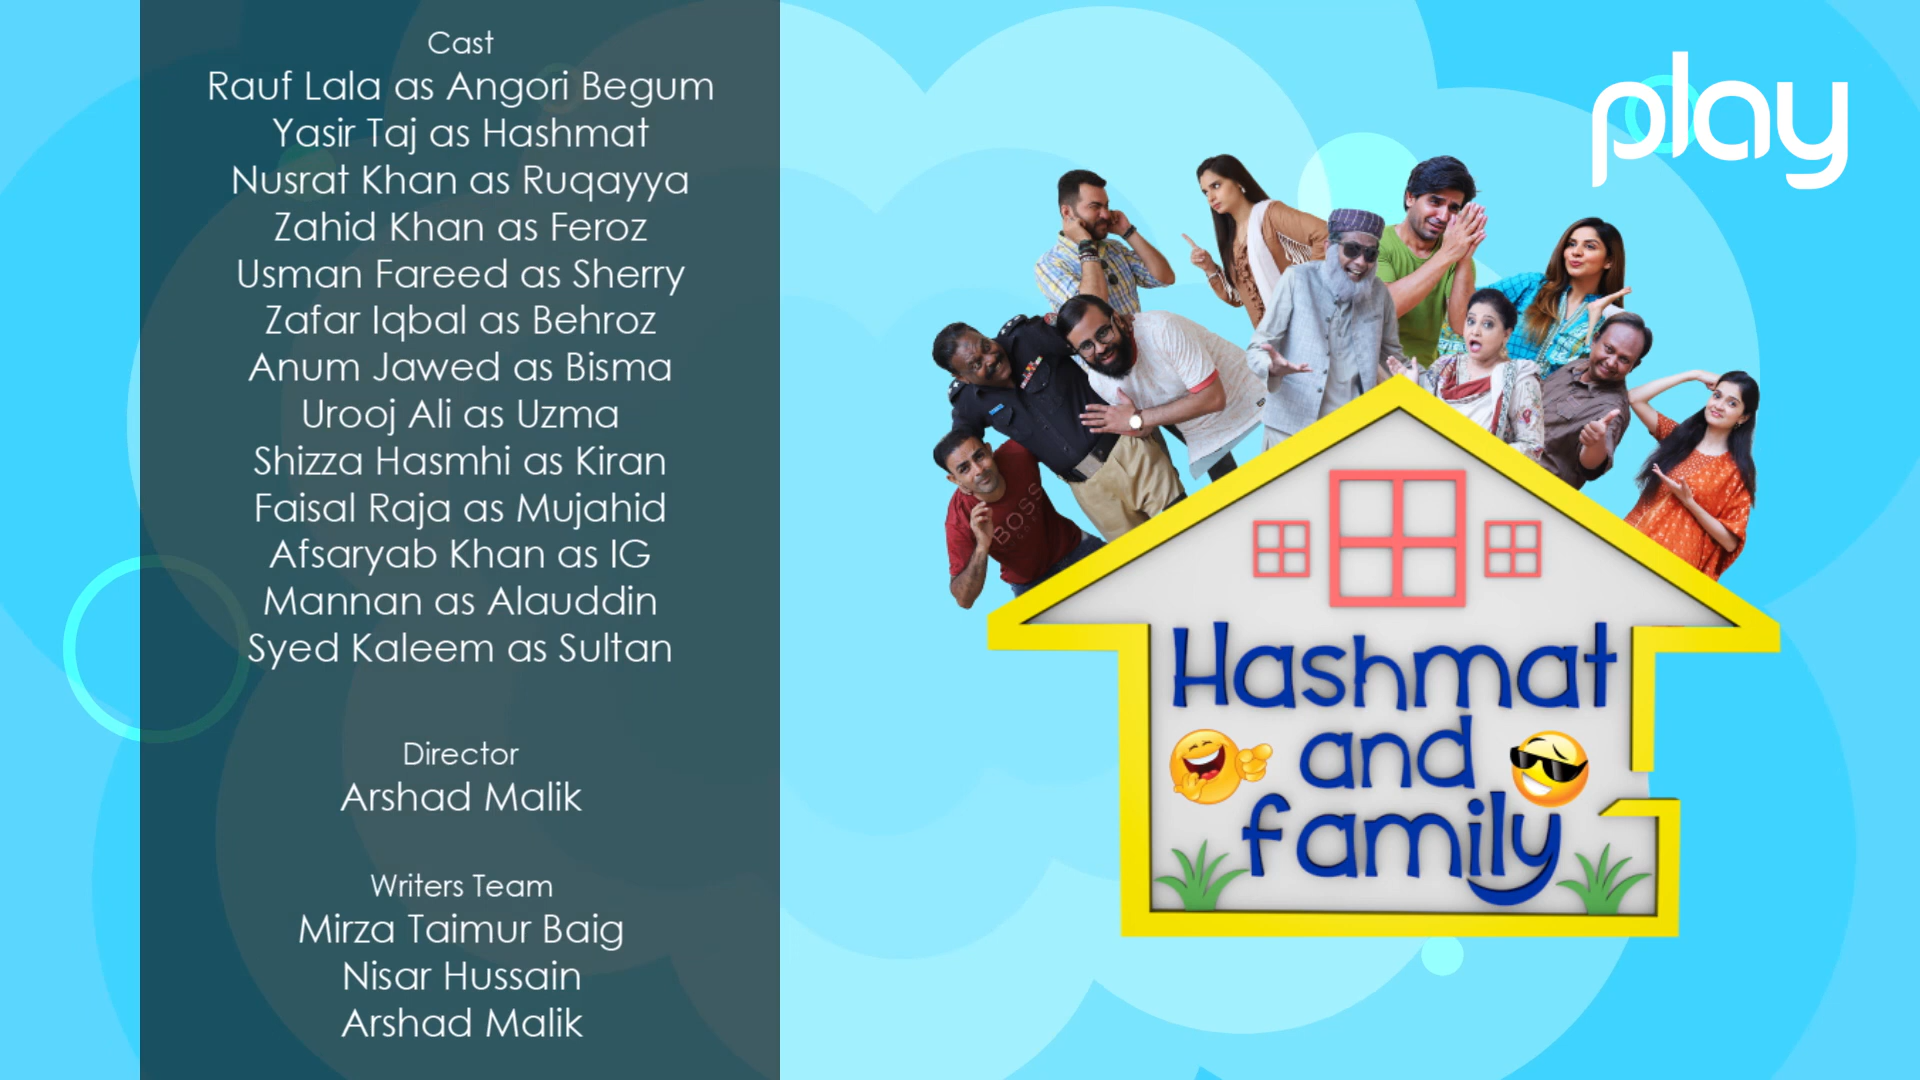 Cast
Rauf Lala as Angori Begum
Yasir Taj as Hashmat
Nusrat Khan as Ruqayya
Zahid Khan as Feroz
Usman Fareed as Sherry
Zafar Iqbal as Behroz
Anum Jawed as Bisma
Urooj Ali as Uzma
Shizza Hasmhi as Kiran
Faisal Raja as Mujahid
Afsaryab Khan as IG
Mannan as Alauddin
Syed Kaleem as Sultan
Director
Arshad Malik
Writers Team
Mirza Taimur Baig
Nisar Hussain
Arshad Malik
play
BOSS
Hashmat
and
family